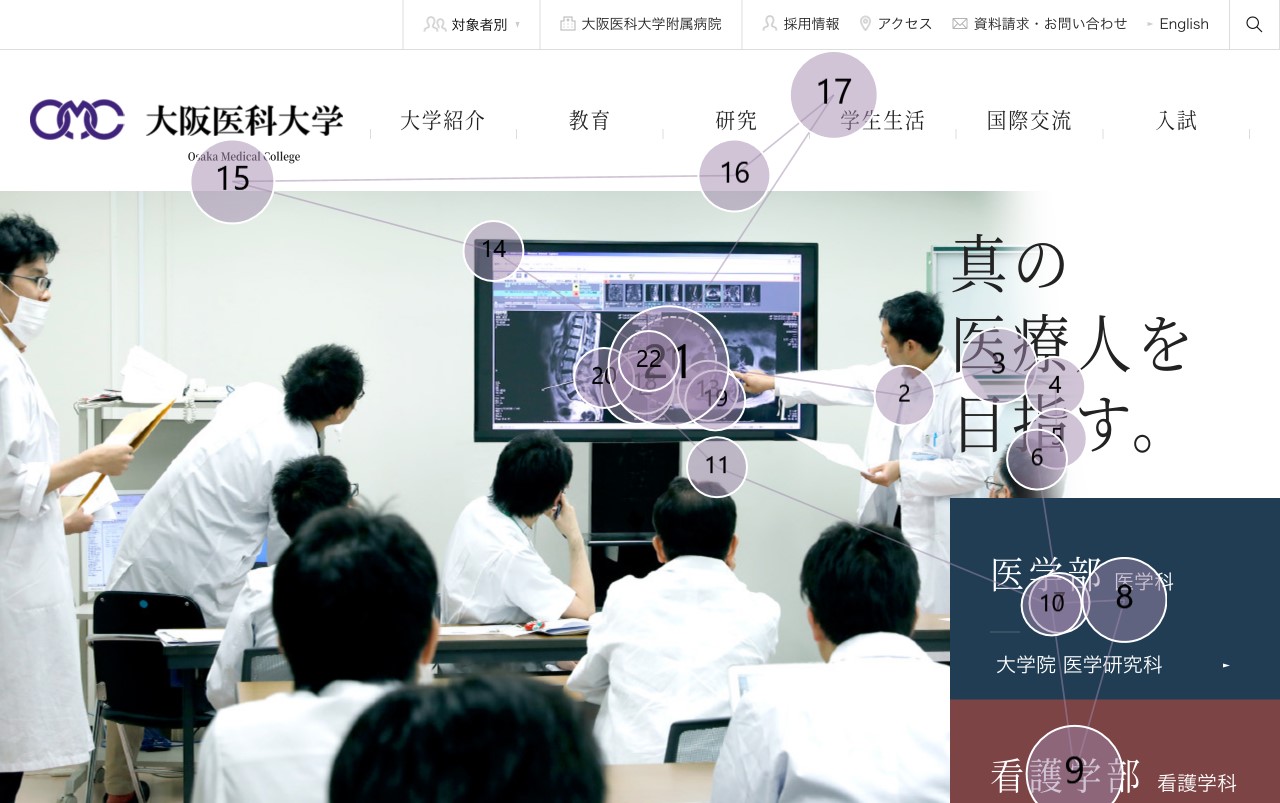 対象者別
大阪医科大学附属病院
採用情報
アクセス
資料請求・お問い合わせ
English
OMC 大阪医科大学
Osaka Medical College
大学紹介
教育
研究
学生生活
国際交流
入試
真の
医療人を
目指す。
医学部 医学科
大学院 医学研究科
看護学部 看護学科
2
3
4
5
6
7
8
9
10
11
13
14
15
16
17
18
19
20
21
22